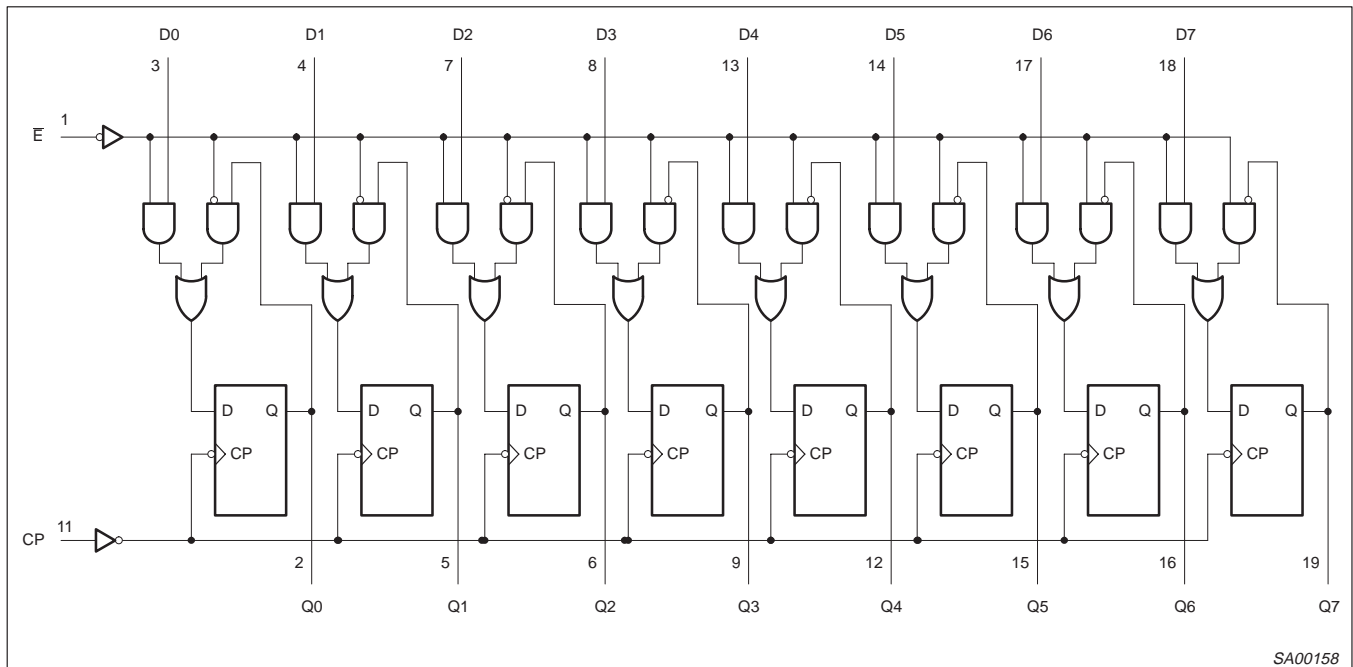 D0 D1 D2 D3 D4 D5 D6 D7
3 4 7 8 13 14 17 18
1
E̅
D Q D Q D Q D Q D Q D Q D Q D Q
CP CP CP CP CP CP CP CP
11
CP
2 5 6 9 12 15 16 19
Q0 Q1 Q2 Q3 Q4 Q5 Q6 Q7
SA00158